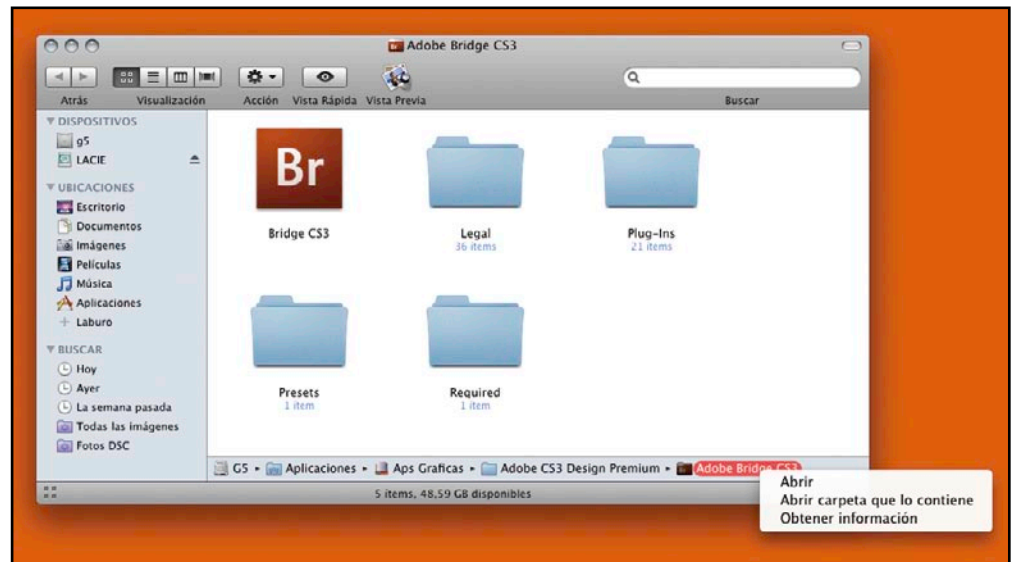 Adobe Bridge CS3
Atrás Visualización Acción Vista Rápida Vista Previa Buscar
DISPOSITIVOS
g5
LACIE
UBICACIONES
Escritorio
Documentos
Imágenes
Películas
Música
Aplicaciones
Laburo
BUSCAR
Hoy
Ayer
La semana pasada
Todas las imágenes
Fotos DSC
Br
Bridge CS3
Legal
36 items
Plug-Ins
21 items
Presets
1 item
Required
1 item
G5 Aplicaciones Aps Graficas Adobe CS3 Design Premium Adobe Bridge CS3
5 items, 48,59 GB disponibles
Abrir
Abrir carpeta que lo contiene
Obtener información